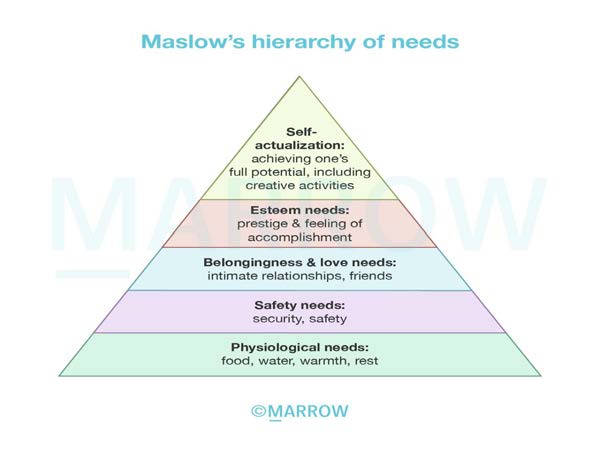 Maslow's hierarchy of needs
Self-
actualization:
achieving one's
full potential, including
creative activities
Esteem needs:
prestige & feeling of
accomplishment
Belongingness & love needs:
intimate relationships, friends
Safety needs:
security, safety
Physiological needs:
food, water, warmth, rest
MARROW
©MARROW